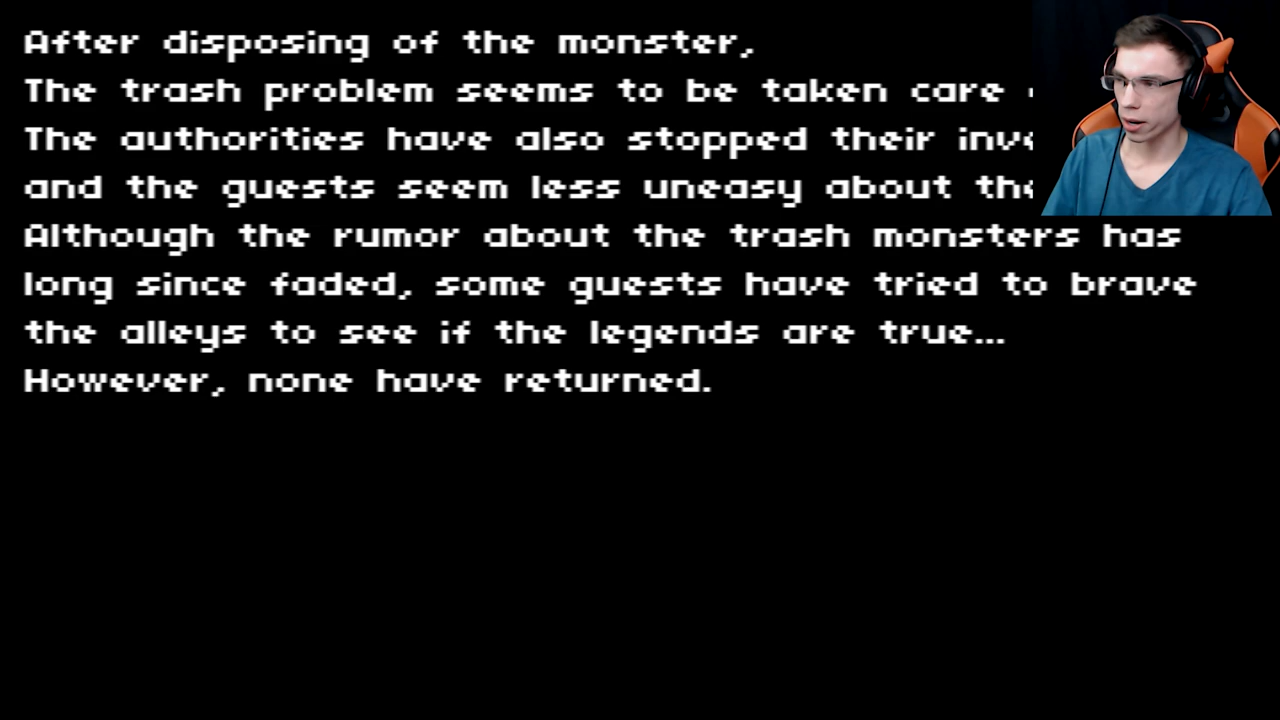 After disposing of the monster,
The trash problem seems to be taken care
The authorities have also stopped their
and the guests seem less uneasy about
Although the rumor about the trash monsters has
long since faded, some guests have tried to brave
the alleys to see if the legends are true...
However, none have returned.